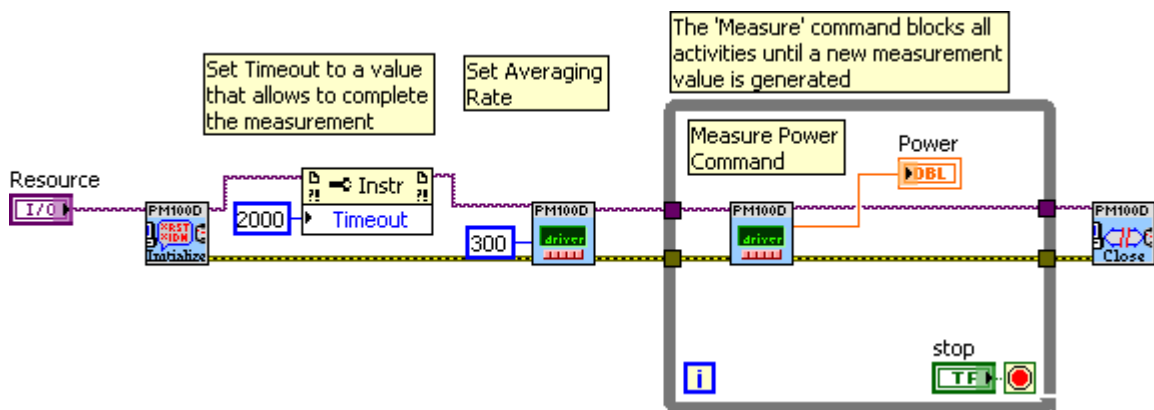 The 'Measure' command blocks all
activities until a new measurement
value is generated
Set Timeout to a value
that allows to complete
the measurement
Set Averaging
Rate
Measure Power
Command
Power
DBL
Resource
I/O
PM100D
*RST
*IDN
Initialize
Instr
?!
?!
2000
Timeout
300
PM100D
driver
PM100D
driver
PM100D
Close
stop
TF
i